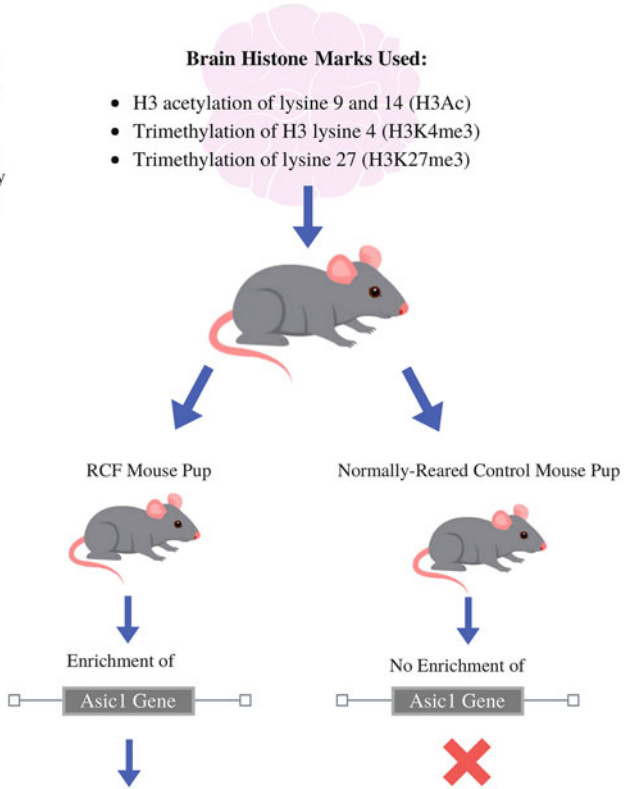 Brain Histone Marks Used:
• H3 acetylation of lysine 9 and 14 (H3Ac)
• Trimethylation of H3 lysine 4 (H3K4me3)
• Trimethylation of lysine 27 (H3K27me3)
y
RCF Mouse Pup
Normally-Reared Control Mouse Pup
Enrichment of
Asic1 Gene
No Enrichment of
Asic1 Gene